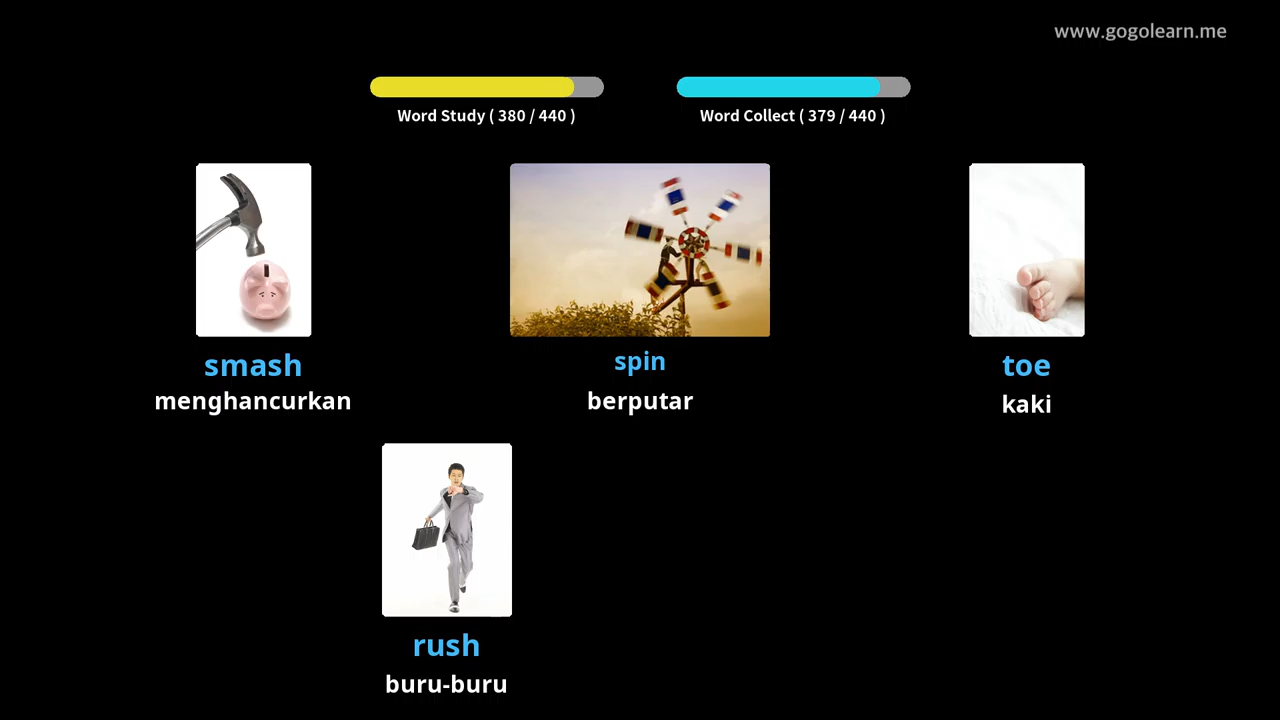 www.gogolearn.me
Word Study ( 380 / 440 )
Word Collect ( 379 / 440 )
smash
menghancurkan
spin
berputar
toe
kaki
rush
buru-buru